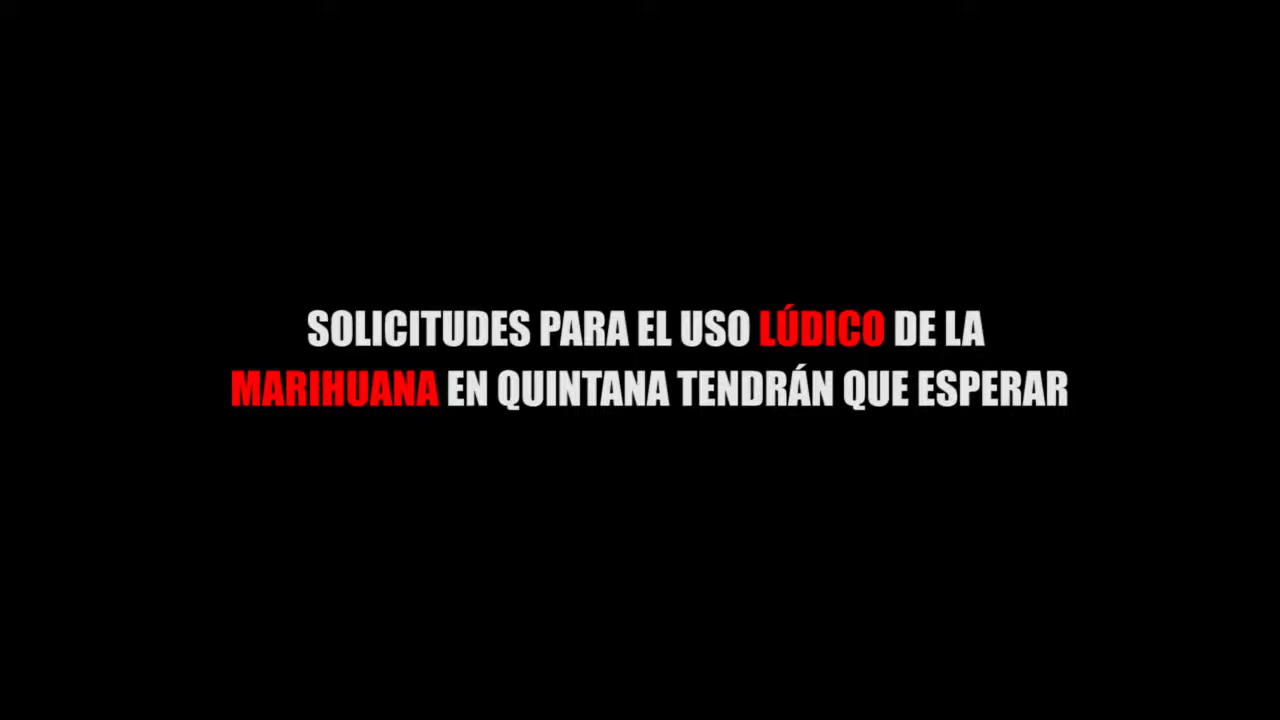 SOLICITUDES PARA EL USO LÚDICO DE LA
MARIHUANA EN QUINTANA TENDRÁN QUE ESPERAR